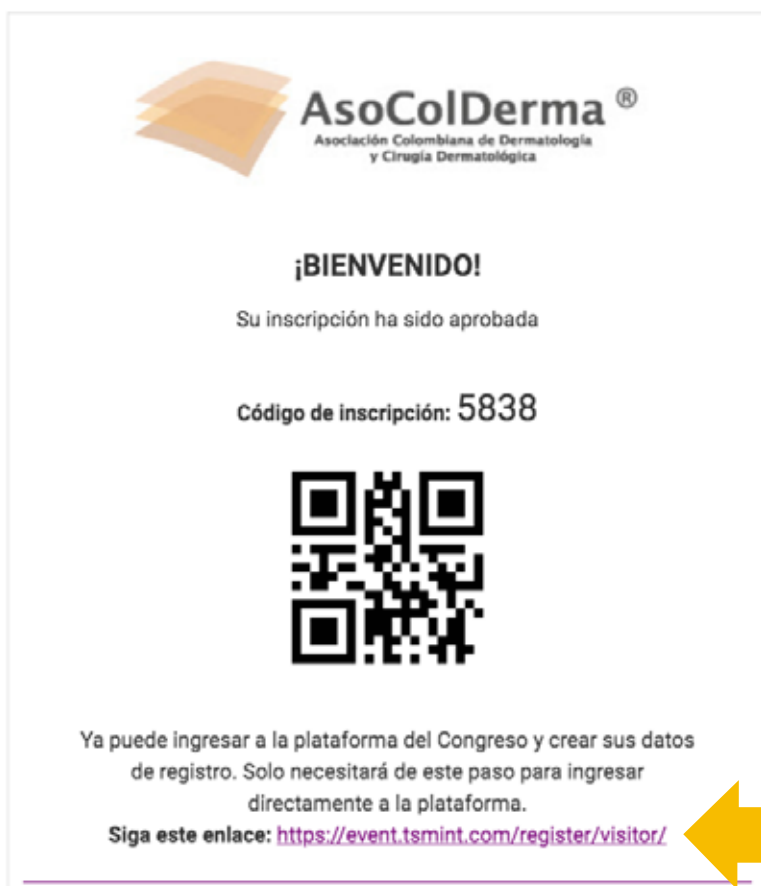 AsoColDerma ®
Asociación Colombiana de Dermatología
y Cirugía Dermatológica
¡BIENVENIDO!
Su inscripción ha sido aprobada
Código de inscripción: 5838
Ya puede ingresar a la plataforma del Congreso y crear sus datos
de registro. Solo necesitará de este paso para ingresar
directamente a la plataforma.
Siga este enlace: https://event.tsmint.com/register/visitor/